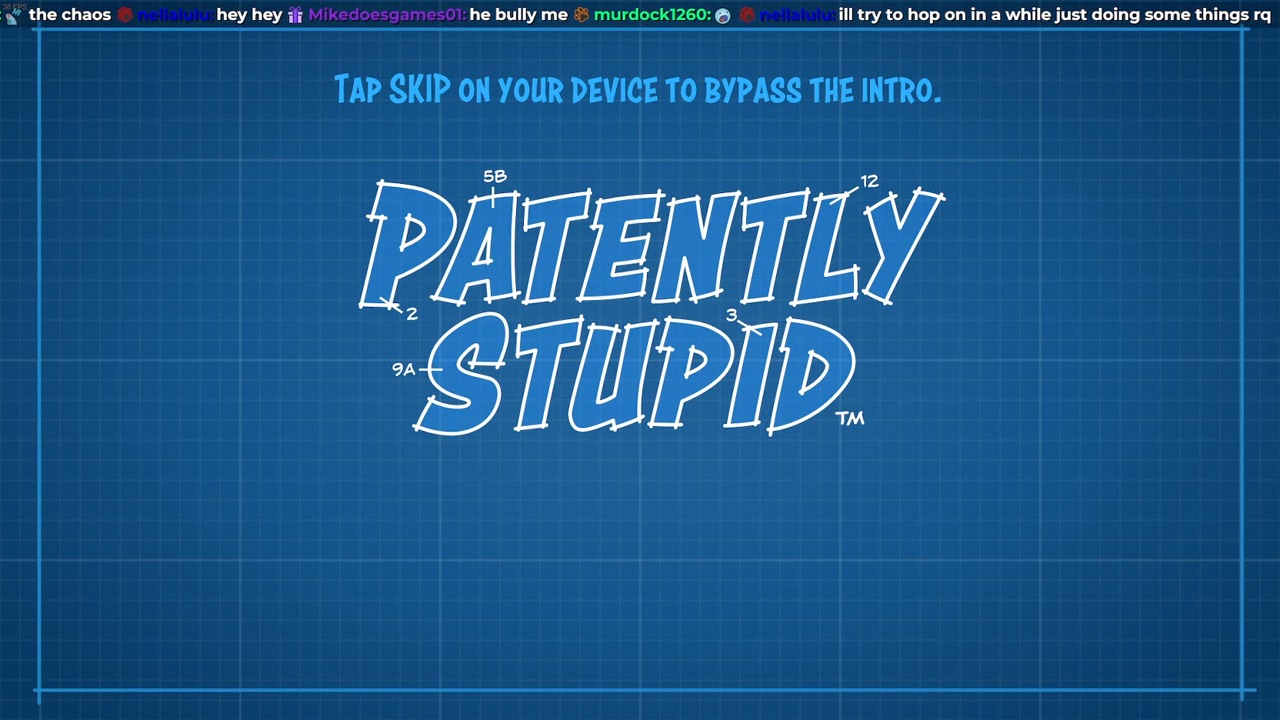 38 FPS
the chaos nellalulu: hey hey Mikedoesgames01: he bully me murdock1260: nellalulu: ill try to hop on in a while just doing some things rq
TAP SKIP ON YOUR DEVICE TO BYPASS THE INTRO.
5B
12
PATENTLY
2
3
9A
STUPID
TM